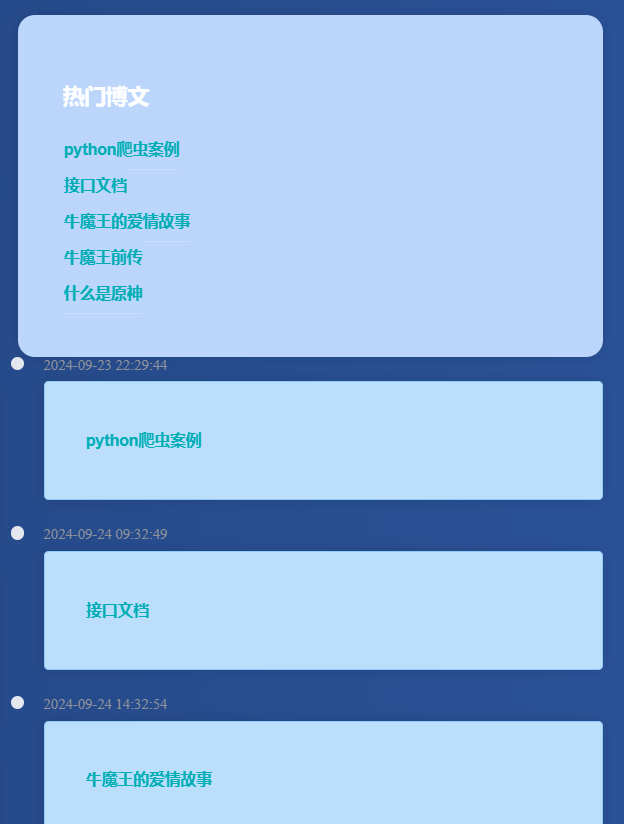 热门博文
python爬虫案例
接口文档
牛魔王的爱情故事
牛魔王前传
什么是原神
2024-09-23 22:29:44
python爬虫案例
2024-09-24 09:32:49
接口文档
2024-09-24 14:32:54
牛魔王的爱情故事